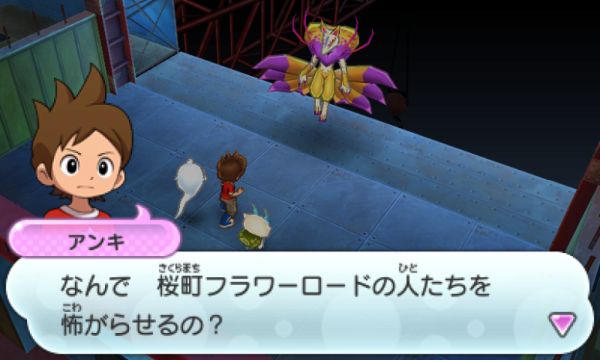 アンキ
なんで　桜町フラワーロードの人たちを
怖がらせるの？